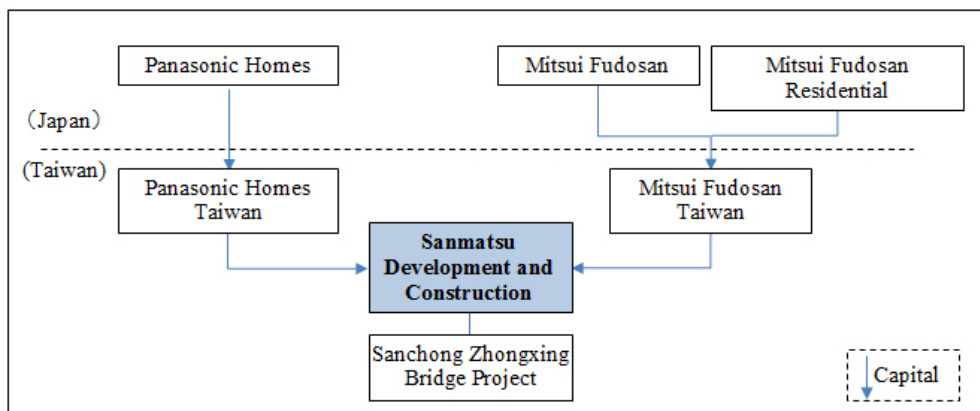 Panasonic Homes
Mitsui Fudosan
Mitsui Fudosan
Residential
（Japan）
(Taiwan)
Panasonic Homes
Taiwan
Mitsui Fudosan
Taiwan
Sanmatsu
Development and
Construction
Sanchong Zhongxing
Bridge Project
Capital